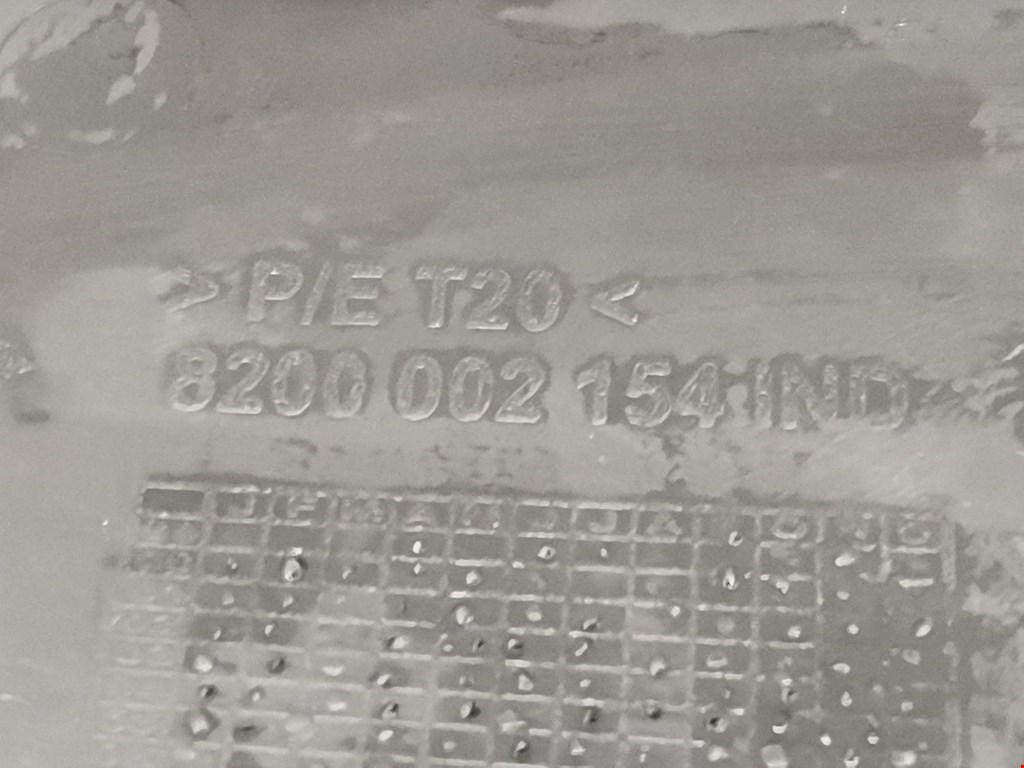 > P/E T20 <
8200 002 154 IND
J F M A M J J A S O N D